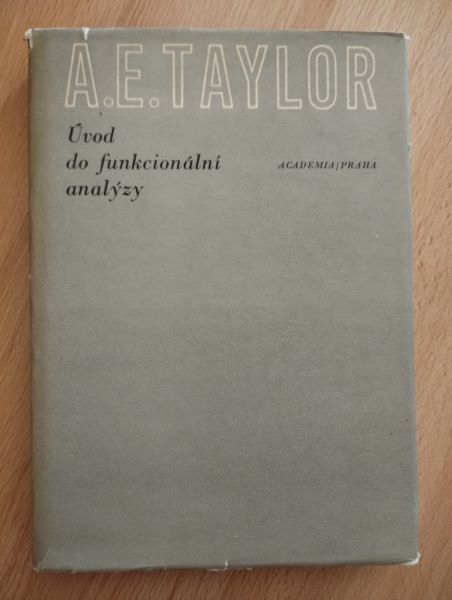 A.E.TAYLOR
Úvod
do funkcionální
analýzy
ACADEMIA/PRAHA